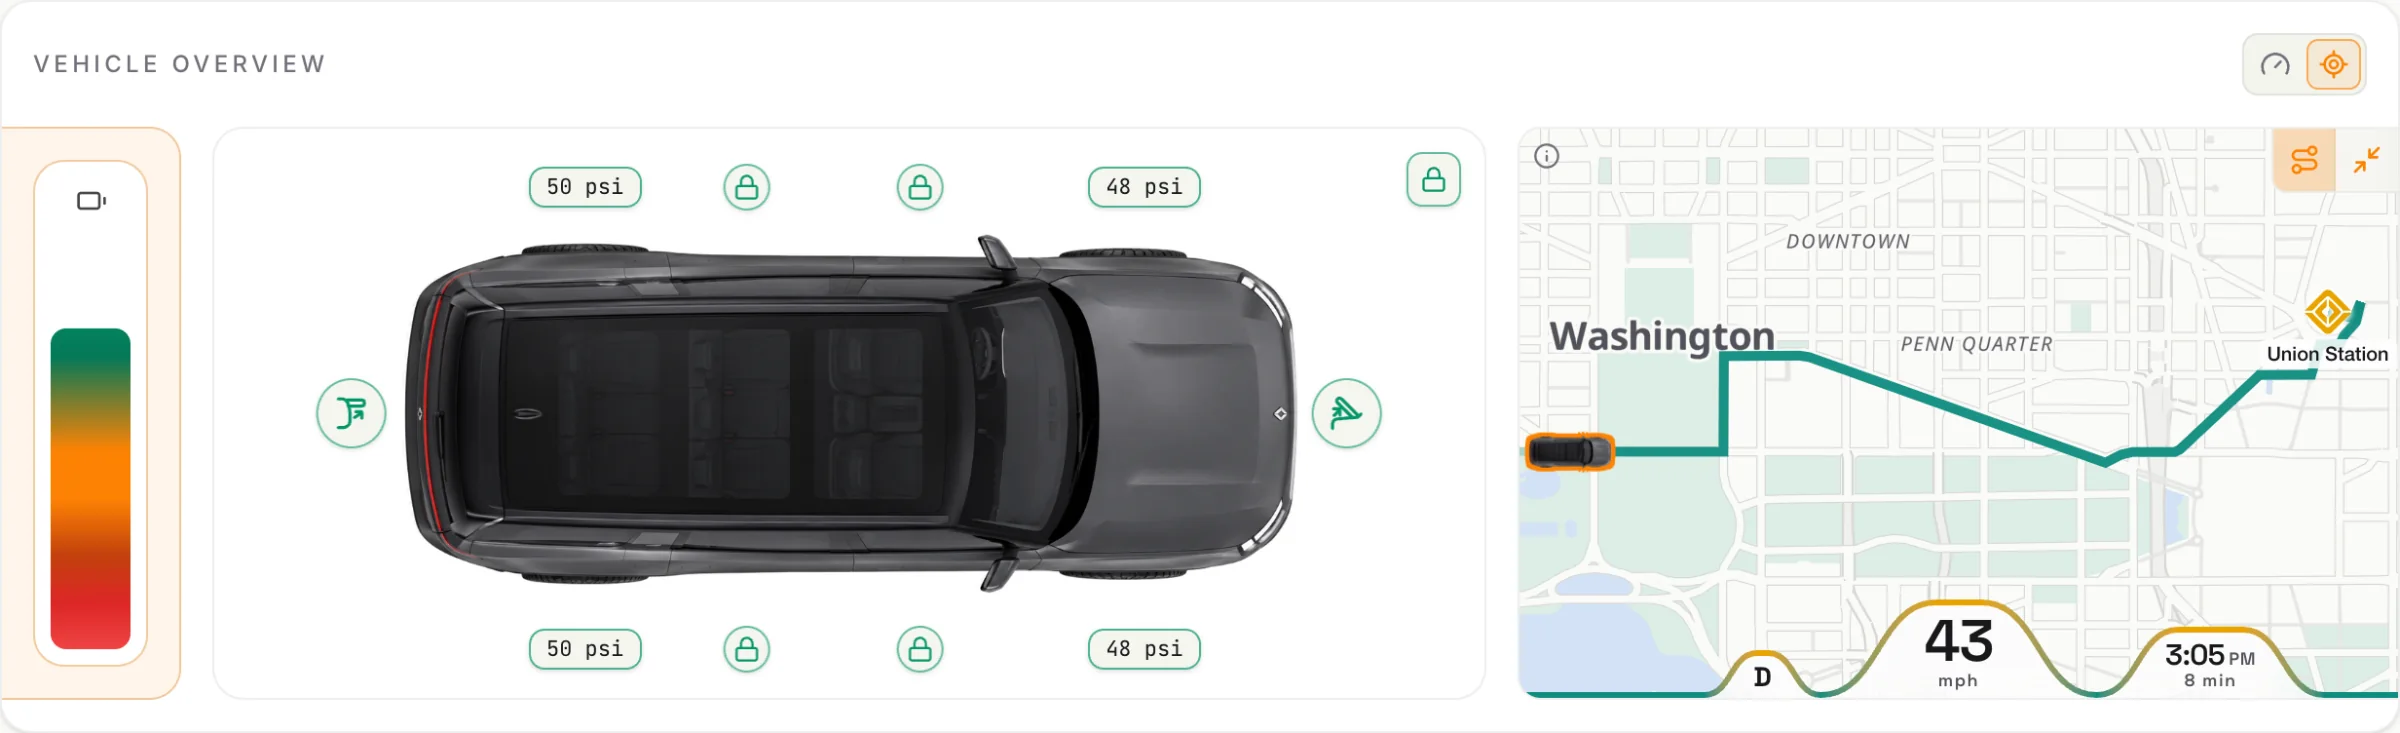 VEHICLE OVERVIEW
50 psi
48 psi
50 psi
48 psi
DOWNTOWN
Washington
PENN QUARTER
Union Station
D
43
mph
3:05 PM
8 min